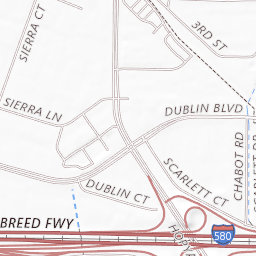 SIERRA CT
3RD ST
SIERRA LN
DUBLIN BLVD
CHABOT RD
SCARLETT CT
DUBLIN CT
BREED FWY
580